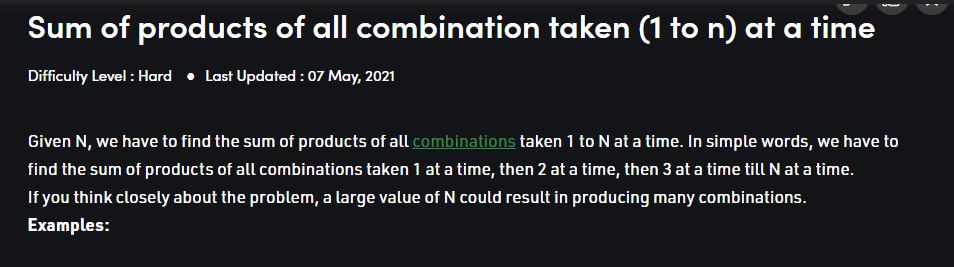 Sum of products of all combination taken (1 to n) at a time
Difficulty Level : Hard ● Last Updated : 07 May, 2021
Given N, we have to find the sum of products of all combinations taken 1 to N at a time. In simple words, we have to
find the sum of products of all combinations taken 1 at a time, then 2 at a time, then 3 at a time till N at a time.
If you think closely about the problem, a large value of N could result in producing many combinations.
Examples: